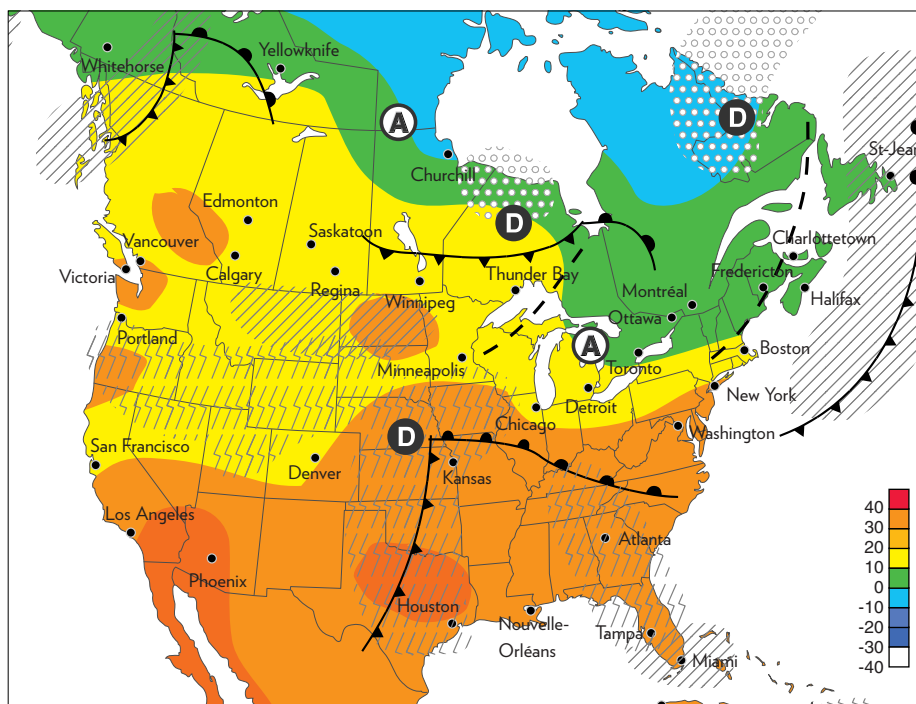 Whitehorse
Yellowknife
A
D
Churchill
St-Jean
Edmonton
D
Saskatoon
Vancouver
Charlottetown
Victoria
Calgary
Thunder Bay
Fredericton
Regina
Winnipeg
Montréal
Halifax
Ottawa
Portland
A
Boston
Minneapolis
Toronto
New York
Detroit
Chicago
D
Washington
San Francisco
Denver
Kansas
Los Angeles
Atlanta
Phoenix
Houston
Nouvelle-
Orléans
Tampa
Miami
40
30
20
10
0
-10
-20
-30
-40